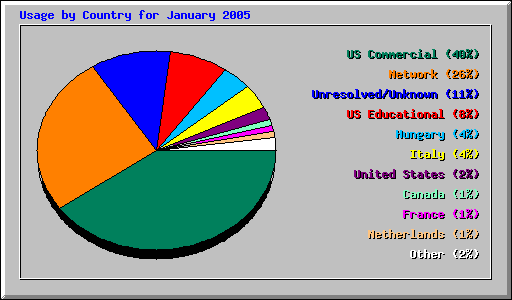 Usage by Country for January 2005
US Commercial (40%)
Network (26%)
Unresolved/Unknown (11%)
US Educational (8%)
Hungary (4%)
Italy (4%)
United States (2%)
Canada (1%)
France (1%)
Netherlands (1%)
Other (2%)